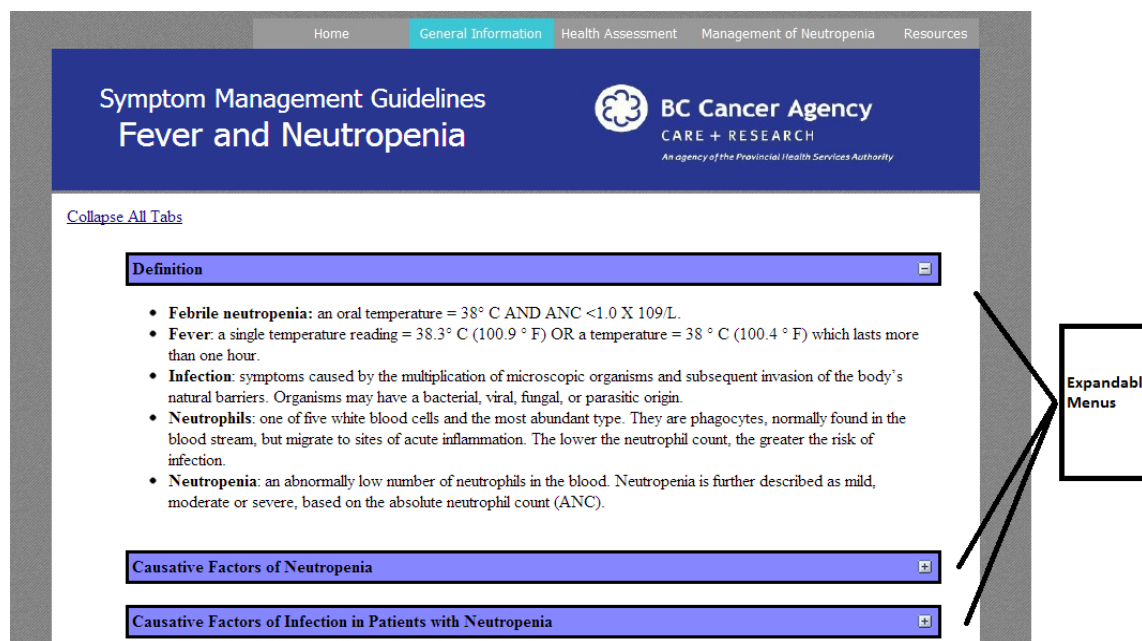 Home General Information Health Assessment Management of Neutropenia Resources
Symptom Management Guidelines
Fever and Neutropenia
BC Cancer Agency
CARE + RESEARCH
An agency of the Provincial Health Services Authority
Collapse All Tabs
Definition
• Febrile neutropenia: an oral temperature = 38° C AND ANC <1.0 X 109/L.
• Fever: a single temperature reading = 38.3° C (100.9 ° F) OR a temperature = 38 ° C (100.4 ° F) which lasts more
than one hour.
• Infection: symptoms caused by the multiplication of microscopic organisms and subsequent invasion of the body's
natural barriers. Organisms may have a bacterial, viral, fungal, or parasitic origin.
• Neutrophils: one of five white blood cells and the most abundant type. They are phagocytes, normally found in the
blood stream, but migrate to sites of acute inflammation. The lower the neutrophil count, the greater the risk of
infection.
• Neutropenia: an abnormally low number of neutrophils in the blood. Neutropenia is further described as mild,
moderate or severe, based on the absolute neutrophil count (ANC).
Expandabl
Menus
Causative Factors of Neutropenia
Causative Factors of Infection in Patients with Neutropenia